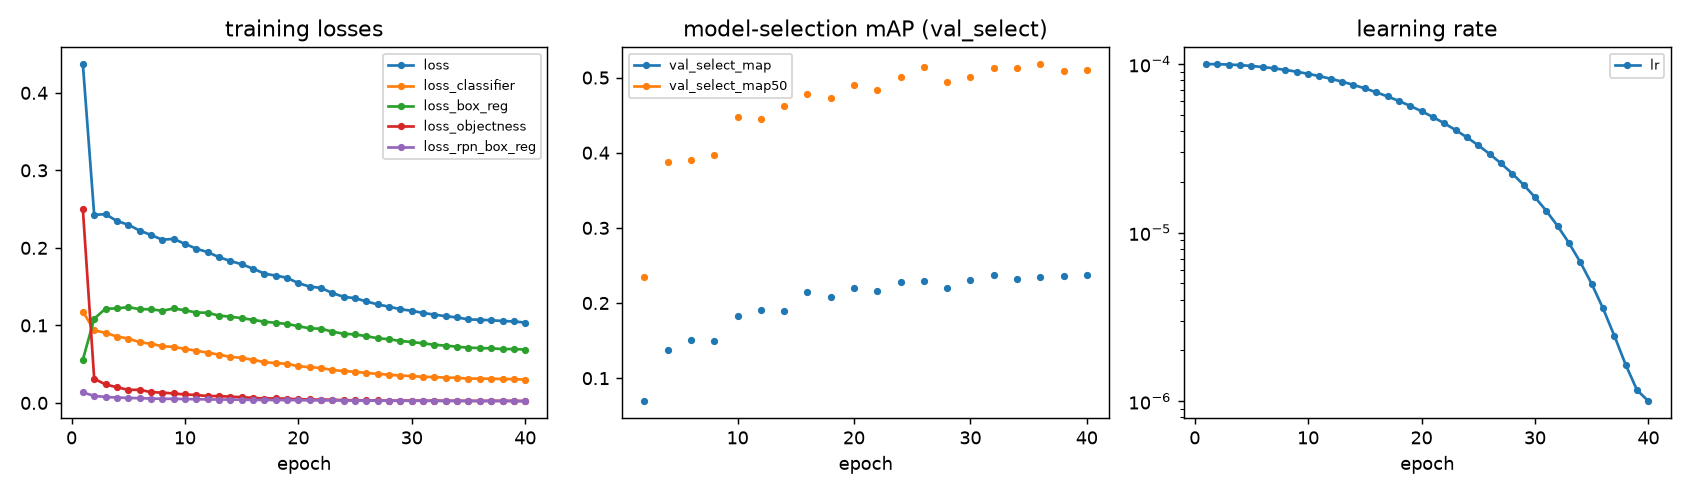 training losses
loss
loss_classifier
loss_box_reg
loss_objectness
loss_rpn_box_reg
0.4
0.3
0.2
0.1
0.0
0
10
20
30
40
epoch
model-selection mAP (val_select)
val_select_map
val_select_map50
0.5
0.4
0.3
0.2
0.1
10
20
30
40
epoch
learning rate
lr
10⁻⁴
10⁻⁵
10⁻⁶
0
10
20
30
40
epoch